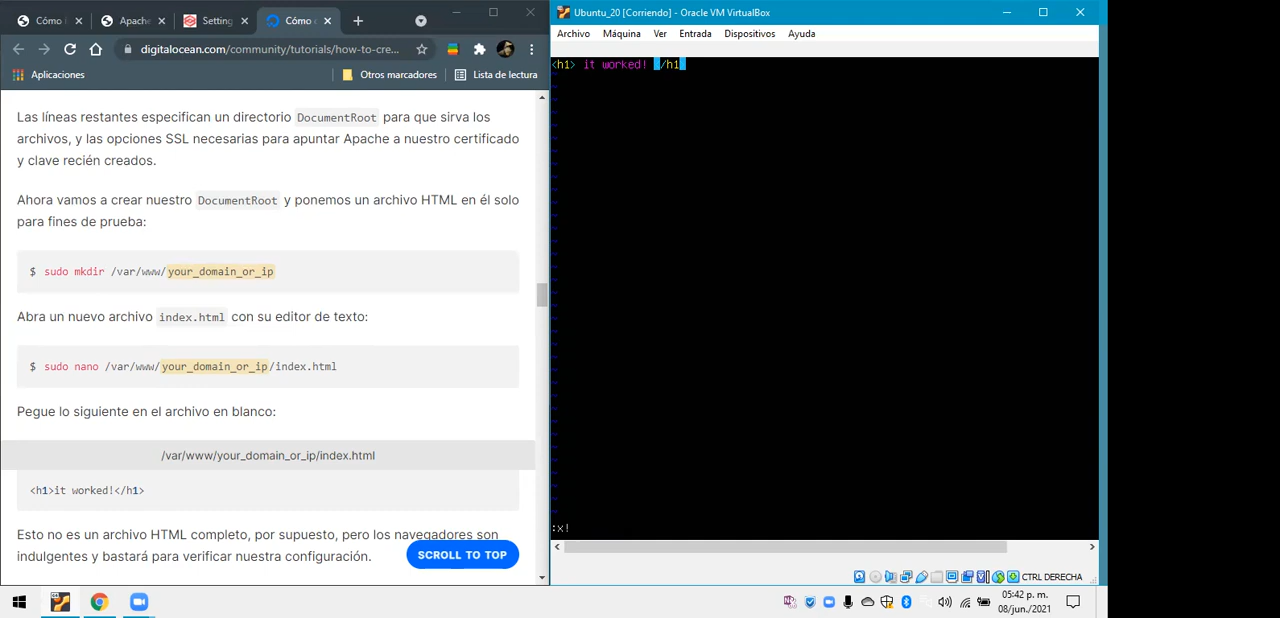 Cómo h
Apache
Setting
Cómo c
digitalocean.com/community/tutorials/how-to-cre...
Aplicaciones
Otros marcadores
Lista de lectura
Las líneas restantes especifican un directorio DocumentRoot para que sirva los
archivos, y las opciones SSL necesarias para apuntar Apache a nuestro certificado
y clave recién creados.
Ahora vamos a crear nuestro DocumentRoot y ponemos un archivo HTML en él solo
para fines de prueba:
$ sudo mkdir /var/www/your_domain_or_ip
Abra un nuevo archivo index.html con su editor de texto:
$ sudo nano /var/www/your_domain_or_ip/index.html
Pegue lo siguiente en el archivo en blanco:
/var/www/your_domain_or_ip/index.html
<h1>it worked!</h1>
Esto no es un archivo HTML completo, por supuesto, pero los navegadores son
indulgentes y bastará para verificar nuestra configuración.
SCROLL TO TOP
Ubuntu_20 [Corriendo] - Oracle VM VirtualBox
Archivo Máquina Ver Entrada Dispositivos Ayuda
<h1> it worked! </h1>
:x!
CTRL DERECHA
05:42 p. m.
08/jun./2021